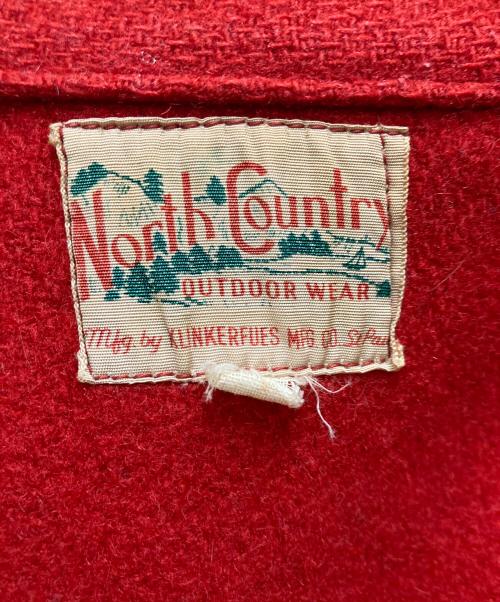 North Country
OUTDOOR WEAR
Mfg by KLINKERFUES MFG CO. St Paul